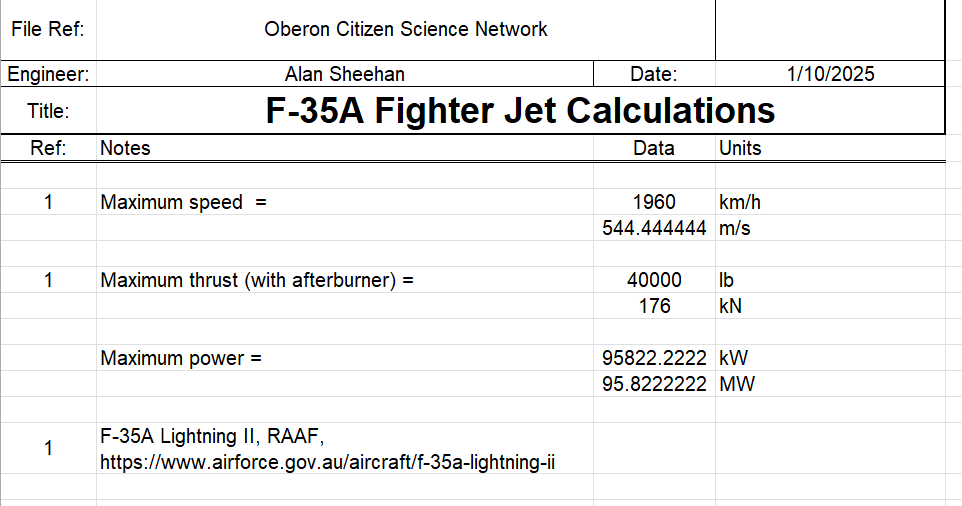 File Ref: Oberon Citizen Science Network
Engineer: Alan Sheehan Date: 1/10/2025
Title: F-35A Fighter Jet Calculations
Ref: Notes Data Units
1 Maximum speed = 1960 km/h
544.444444 m/s
1 Maximum thrust (with afterburner) = 40000 lb
176 kN
Maximum power = 95822.2222 kW
95.8222222 MW
1 F-35A Lightning II, RAAF,
https://www.airforce.gov.au/aircraft/f-35a-lightning-ii